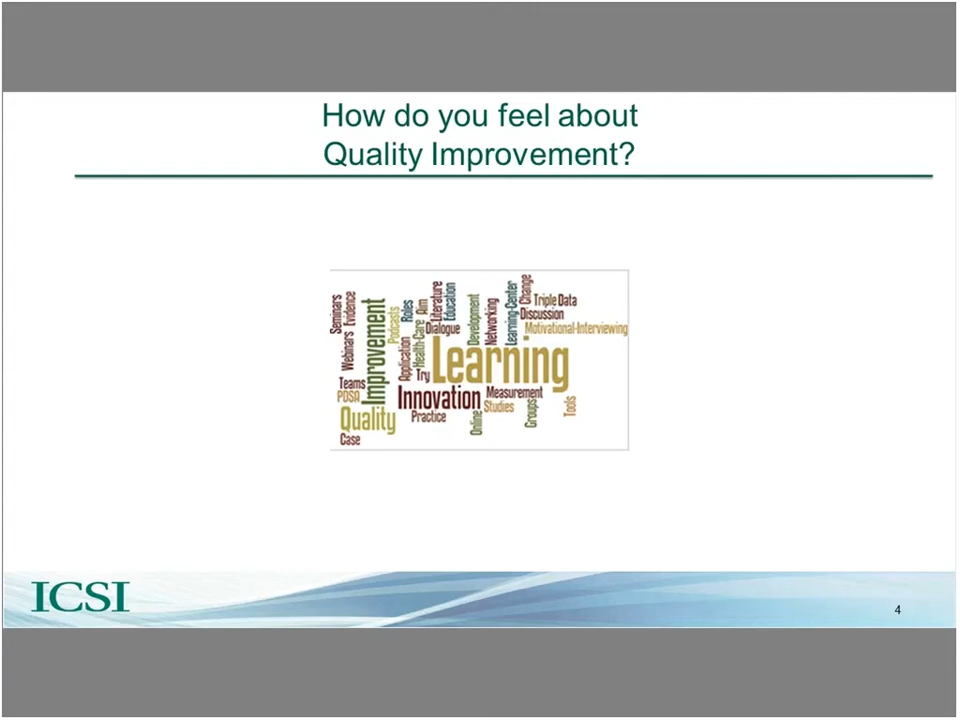 How do you feel about
Quality Improvement?
Seminars
Evidence
Webinars
Improvement
Podcasts
Roles
Aim
Literature
Education
Dialogue
Health-Care
Application
Try
Development
Networking
Learning-Center
Change
Triple Data
Discussion
Motivational-Interviewing
Learning
Teams
PDSA
Innovation
Measurement
Quality
Practice
Studies
Online
Groups
Tools
Case
ICSI
4